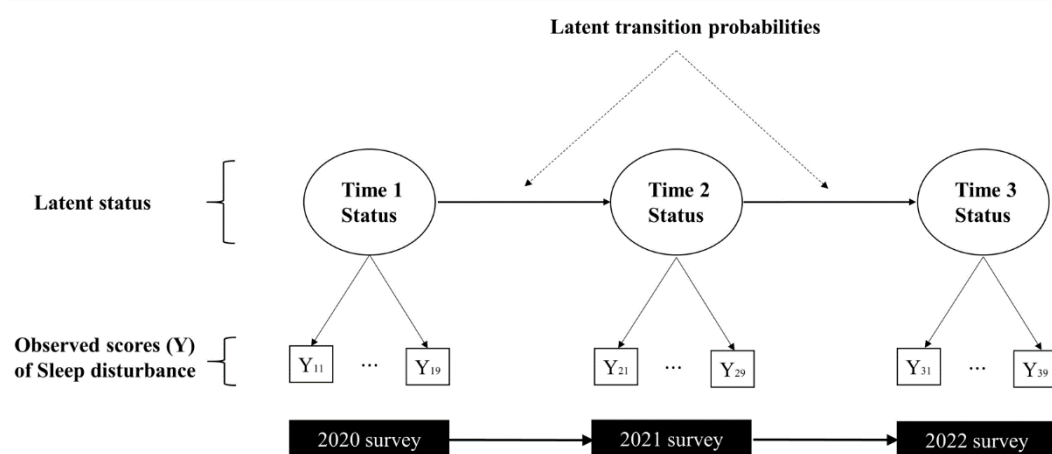 Latent transition probabilities
Latent status
Time 1
Status
Time 2
Status
Time 3
Status
Observed scores (Y)
of Sleep disturbance
Y11 ... Y19
Y21 ... Y29
Y31 ... Y39
2020 survey
2021 survey
2022 survey